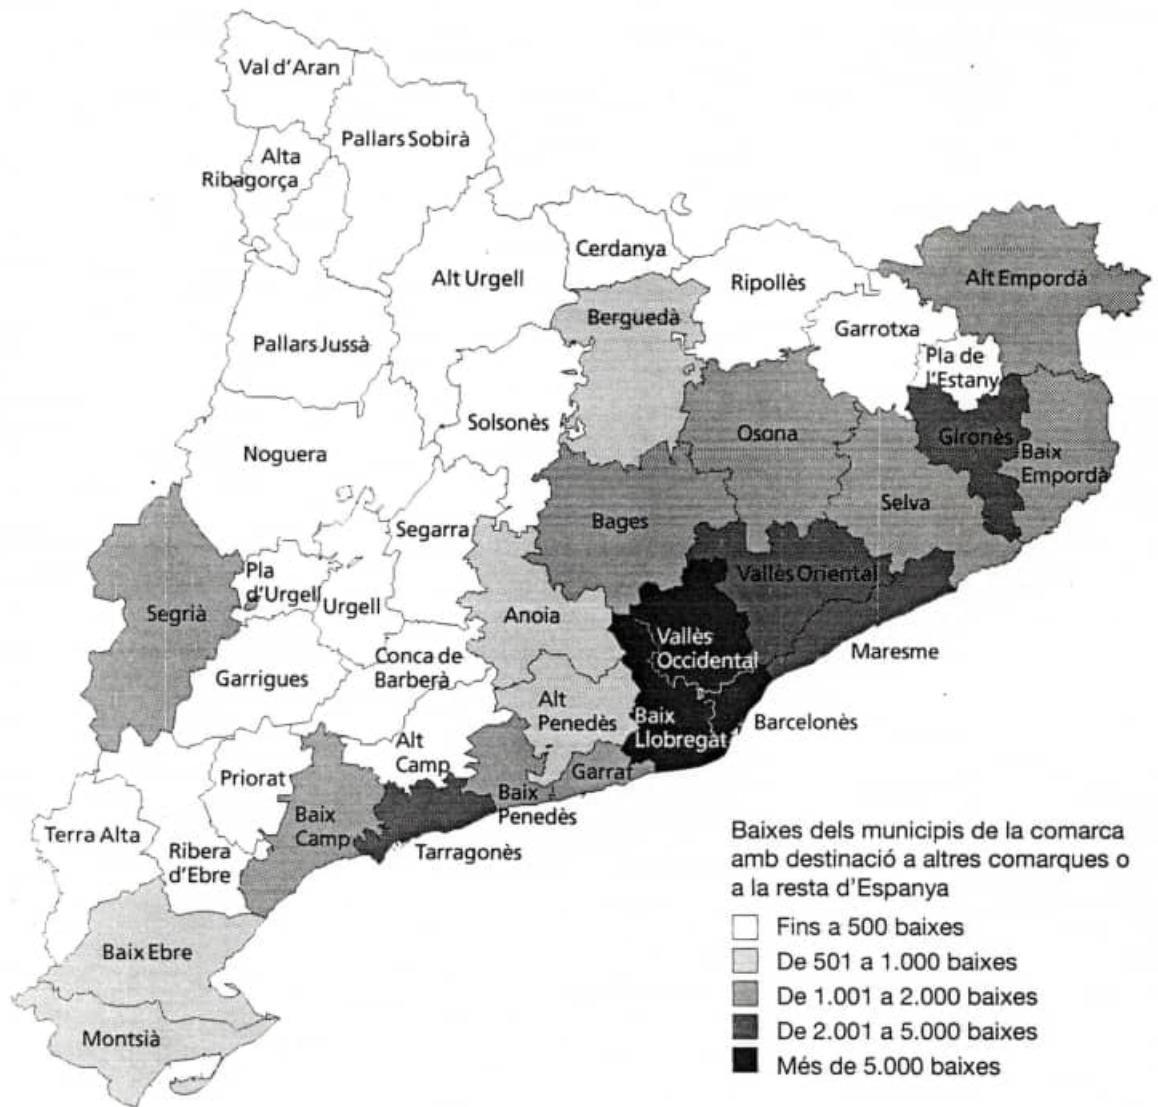 Val d'Aran
Pallars Sobirà
Alta
Ribagorça
Cerdanya
Alt Urgell
Ripollès
Alt Empordà
Berguedà
Garrotxa
Pallars Jussà
Pla de
l'Estany
Solsonès
Osona
Gironès
Noguera
Baix
Empordà
Selva
Bages
Segarra
Pla
d'Urgell
Urgell
Vallès Oriental
Segrià
Anoia
Vallès
Occidental
Maresme
Conca de
Barberà
Garrigues
Alt
Penedès
Baix
Llobregat
Barcelonès
Alt
Camp
Garraf
Priorat
Baix
Penedès
Baix
Camp
Terra Alta
Ribera
d'Ebre
Tarragonès
Baix Ebre
Montsià
Baixes dels municipis de la comarca
amb destinació a altres comarques o
a la resta d'Espanya
Fins a 500 baixes
De 501 a 1.000 baixes
De 1.001 a 2.000 baixes
De 2.001 a 5.000 baixes
Més de 5.000 baixes